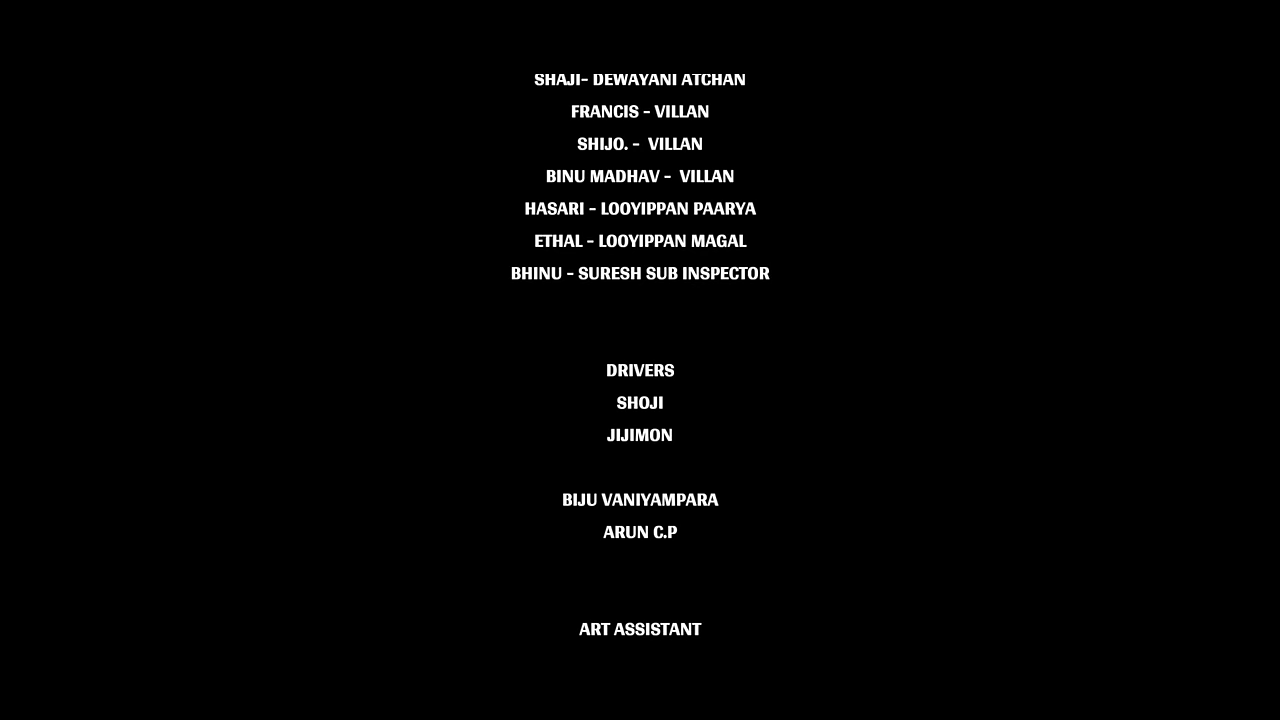 SHAJI- DEWAYANI ATCHAN
FRANCIS - VILLAN
SHIJO. -  VILLAN
BINU MADHAV -  VILLAN
HASARI - LOOYIPPAN PAARYA
ETHAL - LOOYIPPAN MAGAL
BHINU - SURESH SUB INSPECTOR
DRIVERS
SHOJI
JIJIMON
BIJU VANIYAMPARA
ARUN C.P
ART ASSISTANT